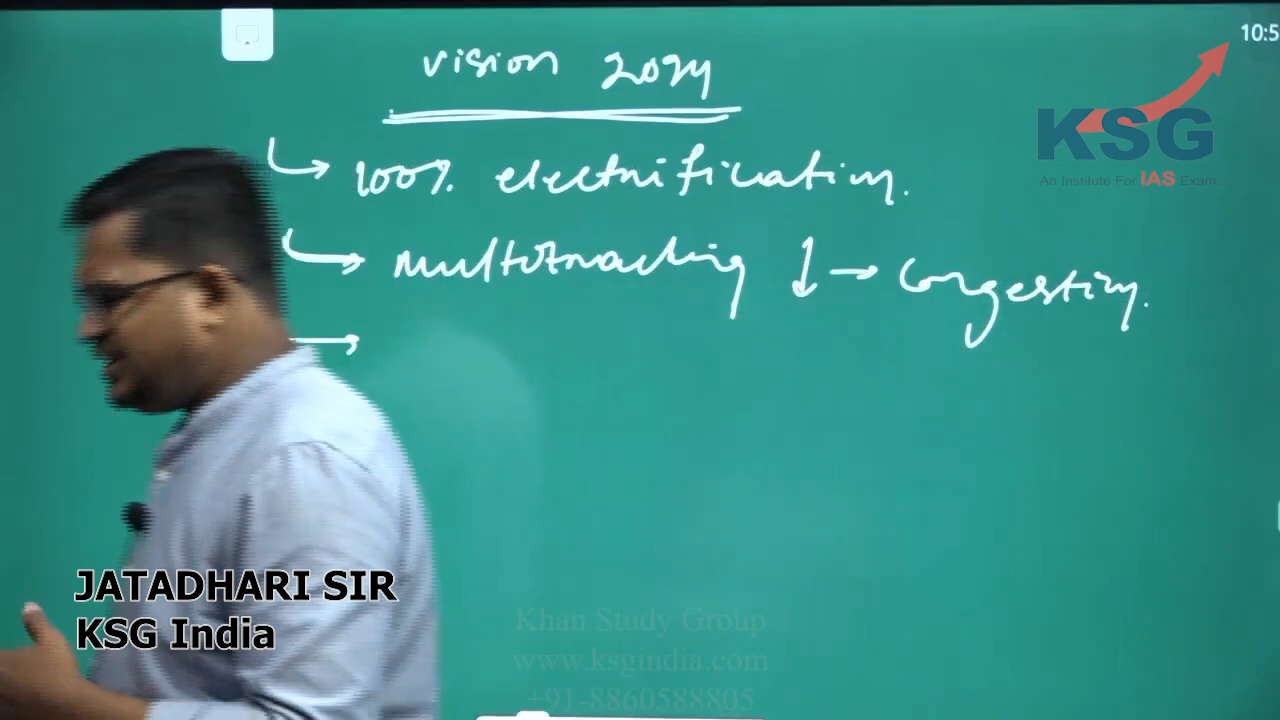 10:5
vision 2024
KSG
An Institute For IAS Exam...
100% electrification.
multitracking ↓ → congestion.
→
JATADHARI SIR
KSG India
Khan Study Group
www.ksgindia.com
+91-8860588805